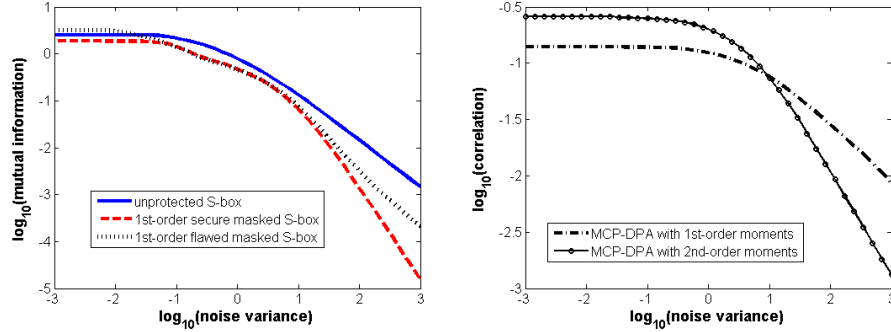 1
0
-1
-2
-3
-4
-5
log10(mutual information)
unprotected S-box
1st-order secure masked S-box
1st-order flawed masked S-box
-3 -2 -1 0 1 2 3
log10(noise variance)
-0.5
-1
-1.5
-2
-2.5
-3
log10(correlation)
MCP-DPA with 1st-order moments
MCP-DPA with 2nd-order moments
-3 -2 -1 0 1 2 3
log10(noise variance)